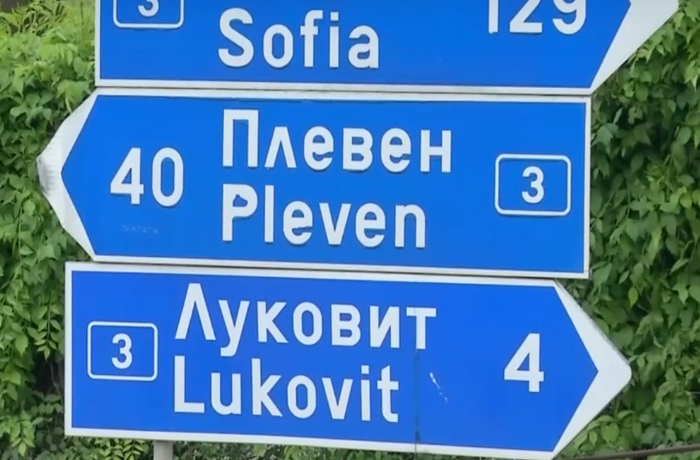 3
Sofia 129
40 Плевен 3
Pleven
Луковит
3 Lukovit 4